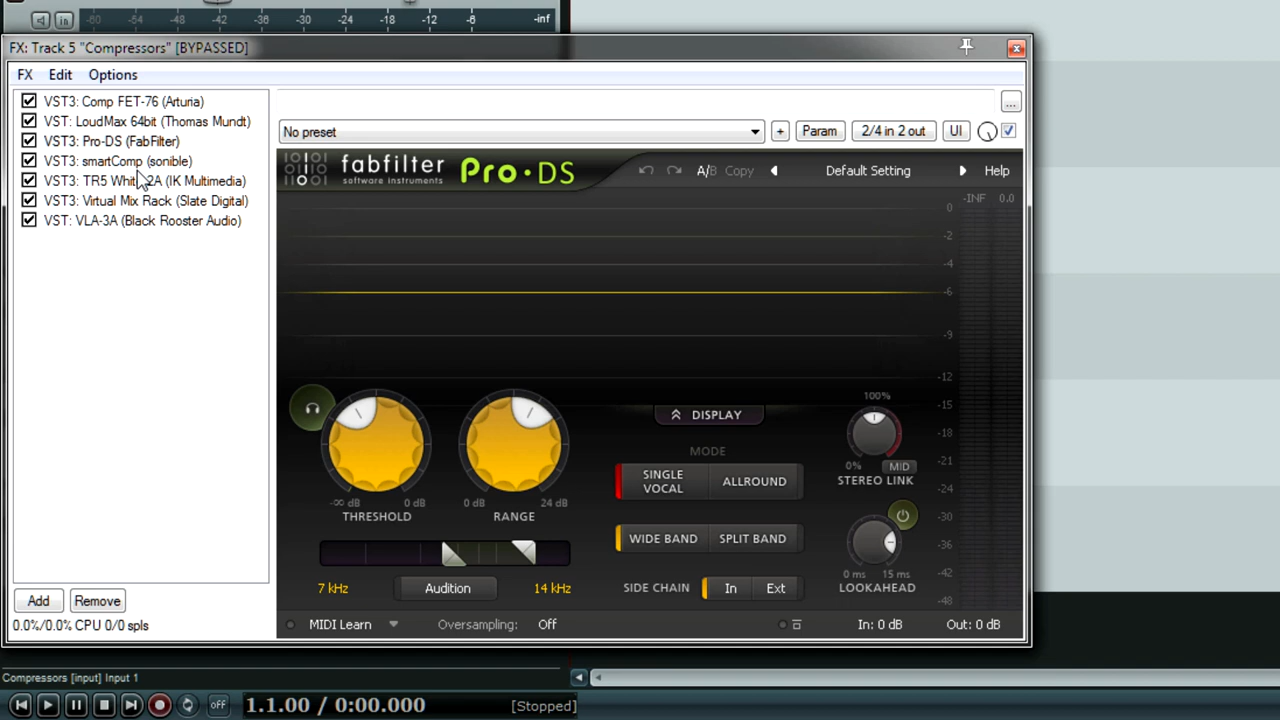 -60 -54 -48 -42 -36 -30 -24 -18 -12 -6 -inf
FX: Track 5 "Compressors" [BYPASSED]
FX Edit Options
VST3: Comp FET-76 (Arturia)
VST: LoudMax 64bit (Thomas Mundt)
VST3: Pro-DS (FabFilter)
VST3: smartComp (sonible)
VST3: TR5 White 2A (IK Multimedia)
VST3: Virtual Mix Rack (Slate Digital)
VST: VLA-3A (Black Rooster Audio)
Add Remove
0.0%/0.0% CPU 0/0 spls
...
No preset + Param 2/4 in 2 out UI
fabfilter
software instruments
Pro·DS
A/B Copy Default Setting Help
-INF 0.0
0
-2
-4
-6
-9
-12
-15
-18
-21
-24
-30
-36
-42
-48
-∞ dB 0 dB
THRESHOLD
0 dB 24 dB
RANGE
7 kHz Audition 14 kHz
DISPLAY
MODE
SINGLE
VOCAL
ALLROUND
WIDE BAND SPLIT BAND
SIDE CHAIN In Ext
100%
0% MID
STEREO LINK
0 ms 15 ms
LOOKAHEAD
MIDI Learn Oversampling: Off In: 0 dB Out: 0 dB
Compressors [input] Input 1
off 1.1.00 / 0:00.000 [Stopped]